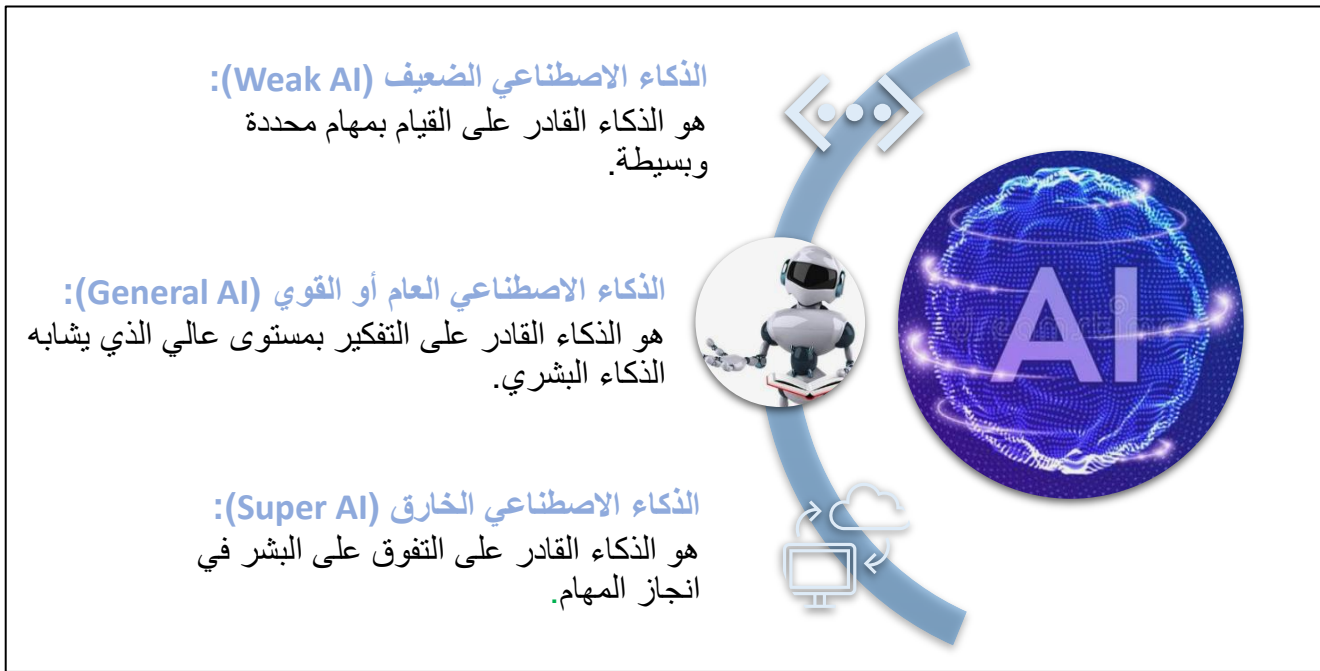 الذكاء الاصطناعي الضعيف (Weak AI):
هو الذكاء القادر على القيام بمهام محددة
وبسيطة.
الذكاء الاصطناعي العام أو القوي (General AI):
هو الذكاء القادر على التفكير بمستوى عالي الذي يشابه
الذكاء البشري.
الذكاء الاصطناعي الخارق (Super AI):
هو الذكاء القادر على التفوق على البشر في
انجاز المهام.
AI